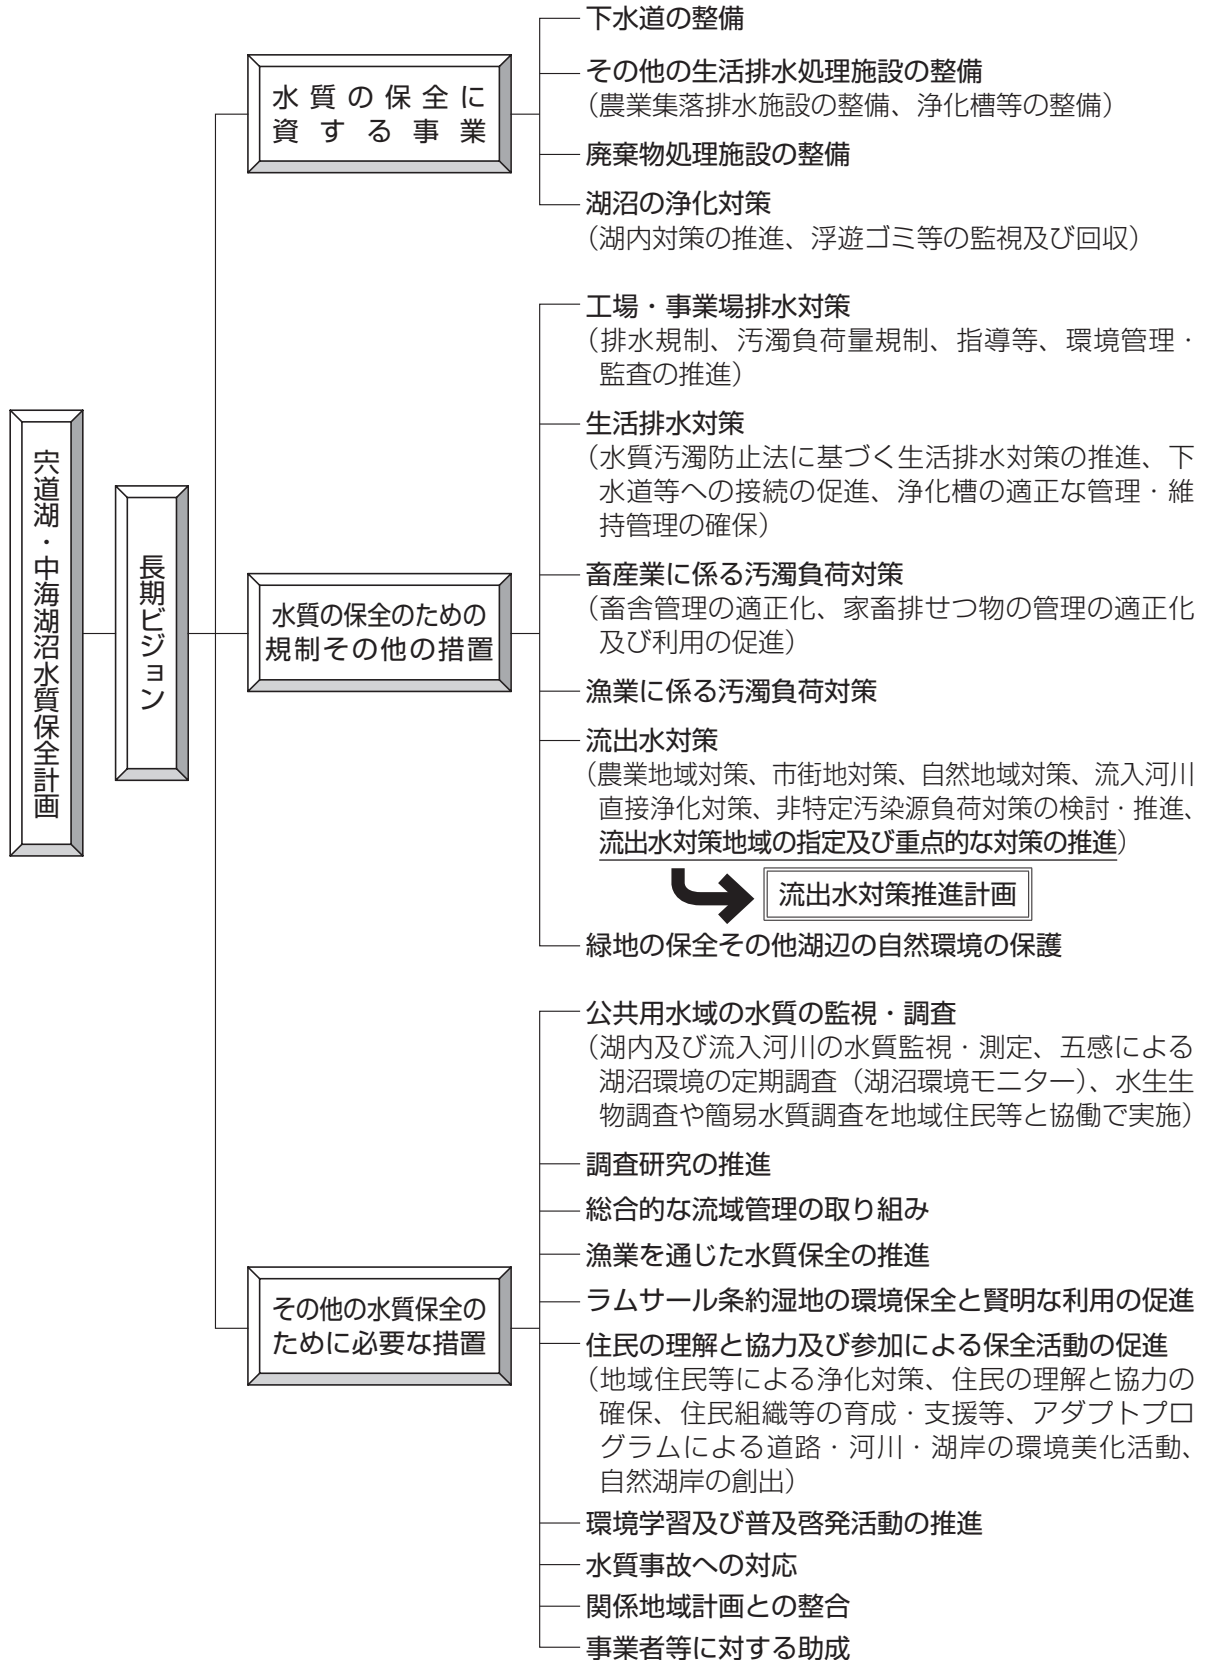 宍道湖・中海湖沼水質保全計画
長期ビジョン
水質の保全に
資する事業
下水道の整備
その他の生活排水処理施設の整備
（農業集落排水施設の整備、浄化槽等の整備）
廃棄物処理施設の整備
湖沼の浄化対策
（湖内対策の推進、浮遊ゴミ等の監視及び回収）
水質の保全のための
規制その他の措置
工場・事業場排水対策
（排水規制、汚濁負荷量規制、指導等、環境管理・
監査の推進）
生活排水対策
（水質汚濁防止法に基づく生活排水対策の推進、下
水道等への接続の促進、浄化槽の適正な管理・維
持管理の確保）
畜産業に係る汚濁負荷対策
（畜舎管理の適正化、家畜排せつ物の管理の適正化
及び利用の促進）
漁業に係る汚濁負荷対策
流出水対策
（農業地域対策、市街地対策、自然地域対策、流入河川
直接浄化対策、非特定汚染源負荷対策の検討・推進、
流出水対策地域の指定及び重点的な対策の推進）
流出水対策推進計画
緑地の保全その他湖辺の自然環境の保護
その他の水質保全の
ために必要な措置
公共用水域の水質の監視・調査
（湖内及び流入河川の水質監視・測定、五感による
湖沼環境の定期調査（湖沼環境モニター）、水生生
物調査や簡易水質調査を地域住民等と協働で実施）
調査研究の推進
総合的な流域管理の取り組み
漁業を通じた水質保全の推進
ラムサール条約湿地の環境保全と賢明な利用の促進
住民の理解と協力及び参加による保全活動の促進
（地域住民等による浄化対策、住民の理解と協力の
確保、住民組織等の育成・支援等、アダプトプロ
グラムによる道路・河川・湖岸の環境美化活動、
自然湖岸の創出）
環境学習及び普及啓発活動の推進
水質事故への対応
関係地域計画との整合
事業者等に対する助成